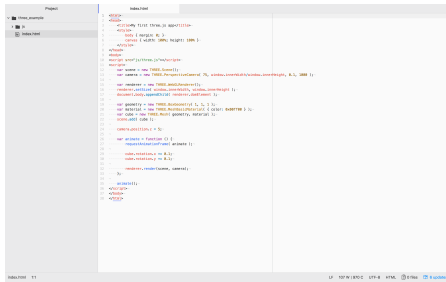 Project
index.html
three_example
js
index.html
<html>
<head>
<title>My first three.js app</title>
<style>
body { margin: 0; }
canvas { width: 100%; height: 100% }
</style>
</head>
<body>
<script src="js/three.js"></script>
<script>
var scene = new THREE.Scene();
var camera = new THREE.PerspectiveCamera( 75, window.innerWidth/window.innerHeight, 0.1, 1000 );
var renderer = new THREE.WebGLRenderer();
renderer.setSize( window.innerWidth, window.innerHeight );
document.body.appendChild( renderer.domElement );
var geometry = new THREE.BoxGeometry( 1, 1, 1 );
var material = new THREE.MeshBasicMaterial( { color: 0x00ff00 } );
var cube = new THREE.Mesh( geometry, material );
scene.add( cube );
camera.position.z = 5;
var animate = function () {
requestAnimationFrame( animate );
cube.rotation.x += 0.1;
cube.rotation.y += 0.1;
renderer.render(scene, camera);
};
animate();
</script>
</body>
</html>
index.html 1:1
LF 107 W | 870 C UTF-8 HTML 0 files 8 updates